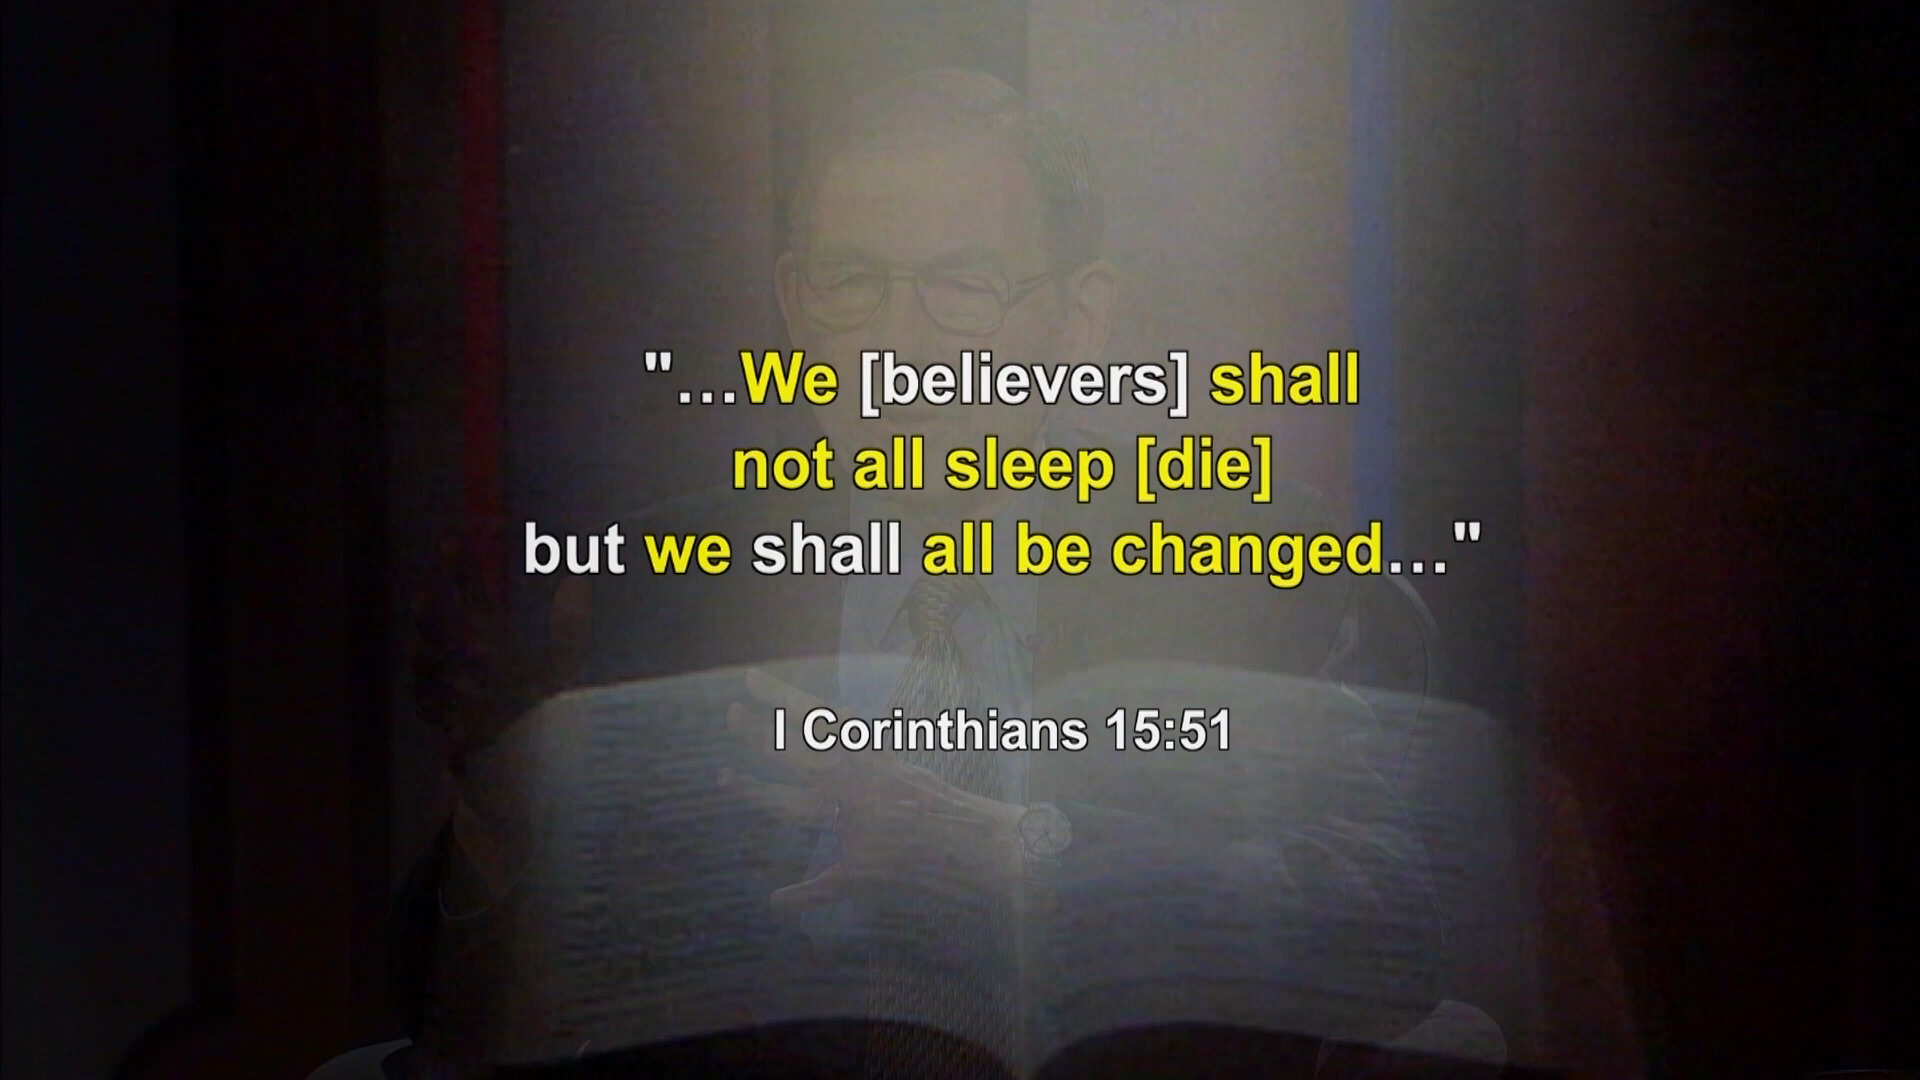 "...We [believers] shall
not all sleep [die]
but we shall all be changed..."
I Corinthians 15:51